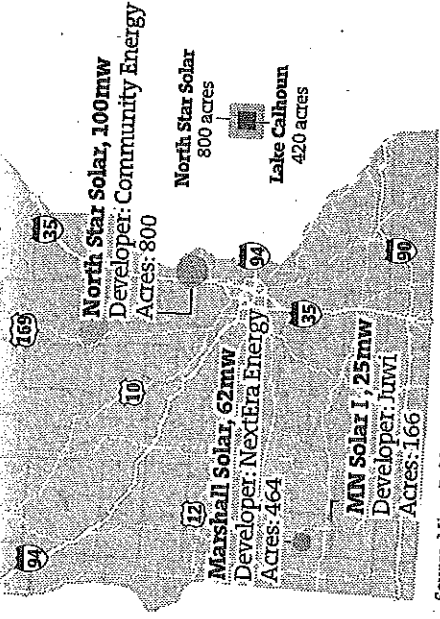 35
169
North Star Solar, 100mw
Developer: Community Energy
Acres: 800
North Star Solar
800 acres
Lake Calhoun
420 acres
10
94
12
94
Marshall Solar, 62mw
Developer: NextEra Energy
Acres: 464
35
90
MN Solar I, 25mw
Developer: Juwi
Acres: 166